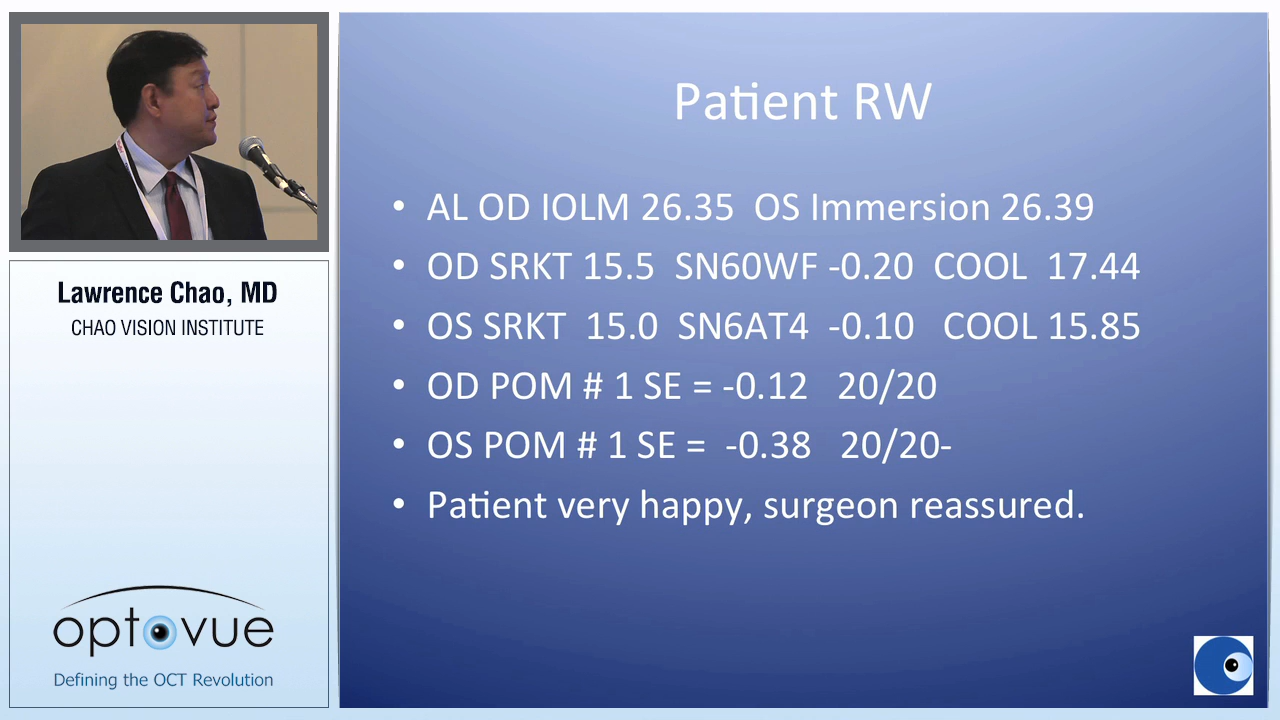 Patient RW
• AL OD IOLM 26.35 OS Immersion 26.39
• OD SRKT 15.5 SN60WF -0.20 COOL 17.44
• OS SRKT 15.0 SN6AT4 -0.10 COOL 15.85
• OD POM # 1 SE = -0.12 20/20
• OS POM # 1 SE = -0.38 20/20-
• Patient very happy, surgeon reassured.
Lawrence Chao, MD
CHAO VISION INSTITUTE
optovue
Defining the OCT Revolution